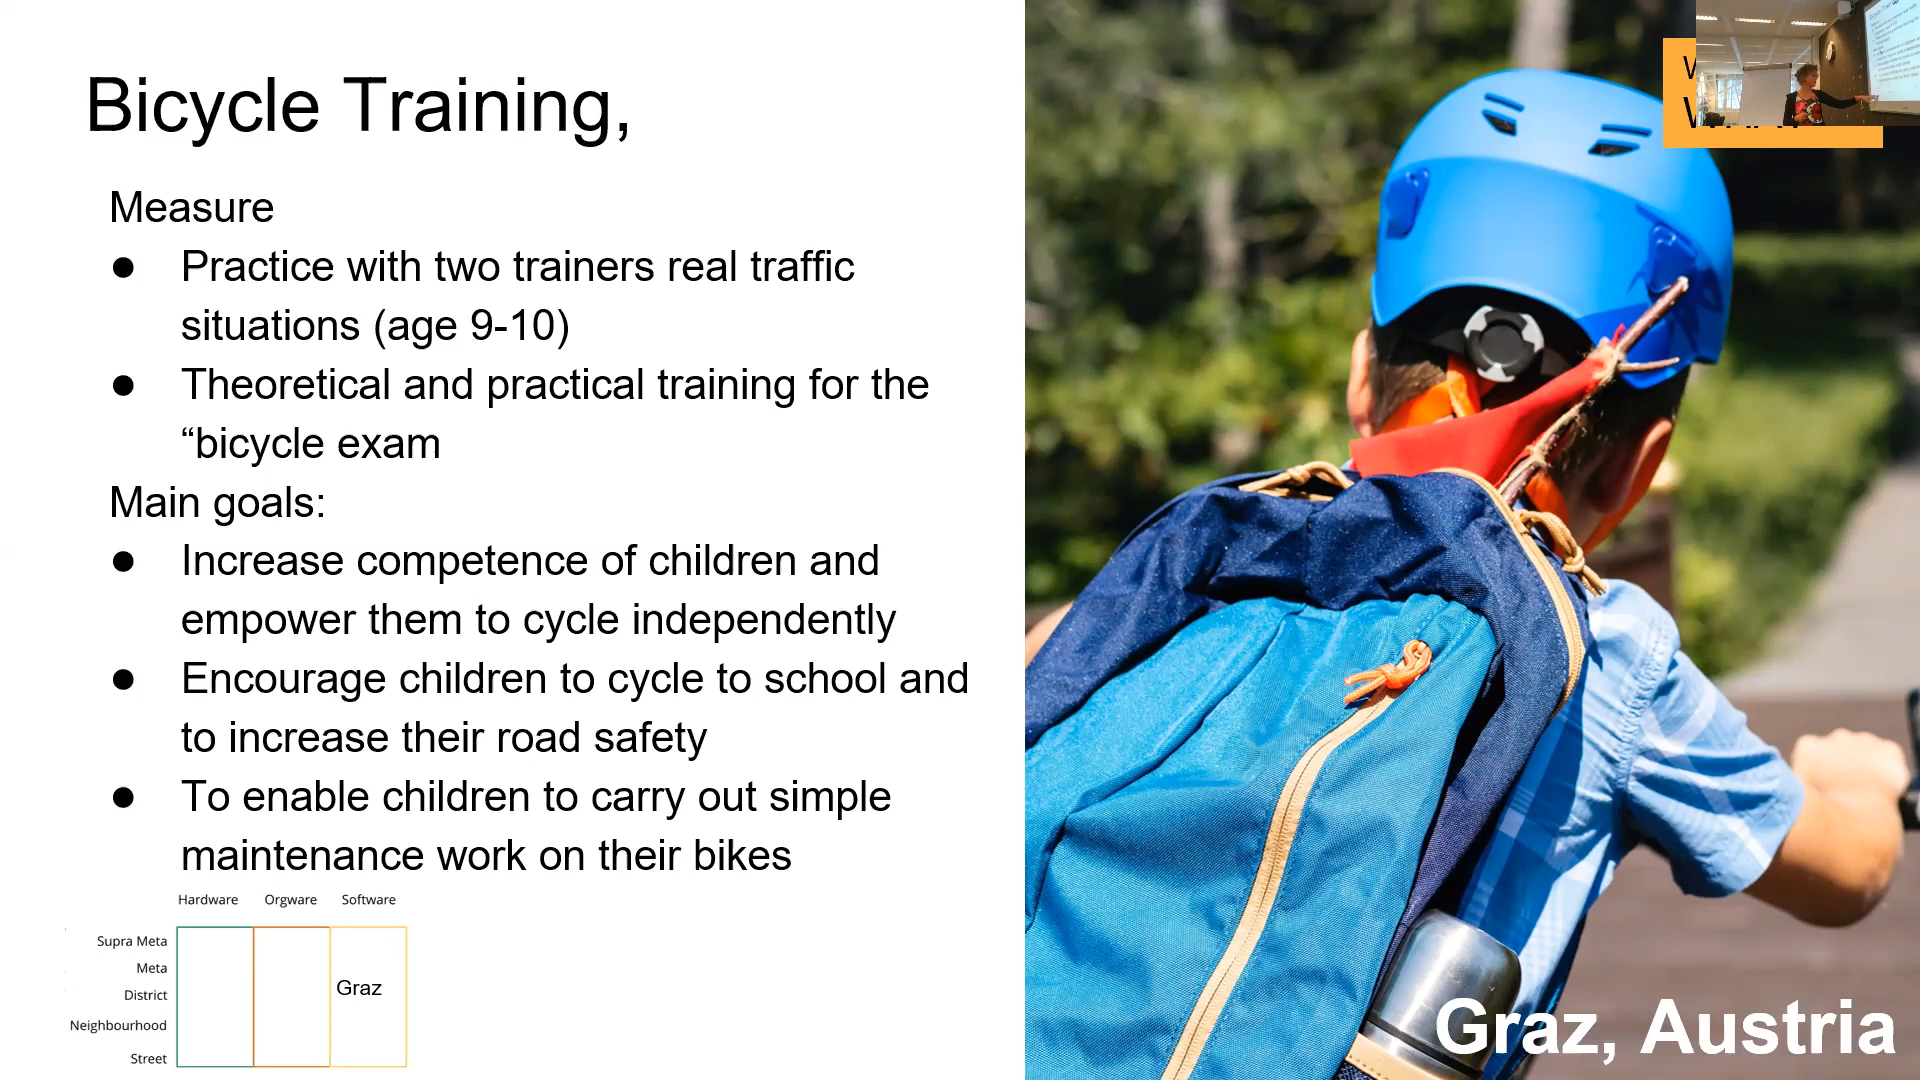 Bicycle Training,
Measure
● Practice with two trainers real traffic
situations (age 9-10)
● Theoretical and practical training for the
“bicycle exam
Main goals:
● Increase competence of children and
empower them to cycle independently
● Encourage children to cycle to school and
to increase their road safety
● To enable children to carry out simple
maintenance work on their bikes
Hardware Orgware Software
Supra Meta
Meta
District
Neighbourhood
Street
Graz
Graz, Austria